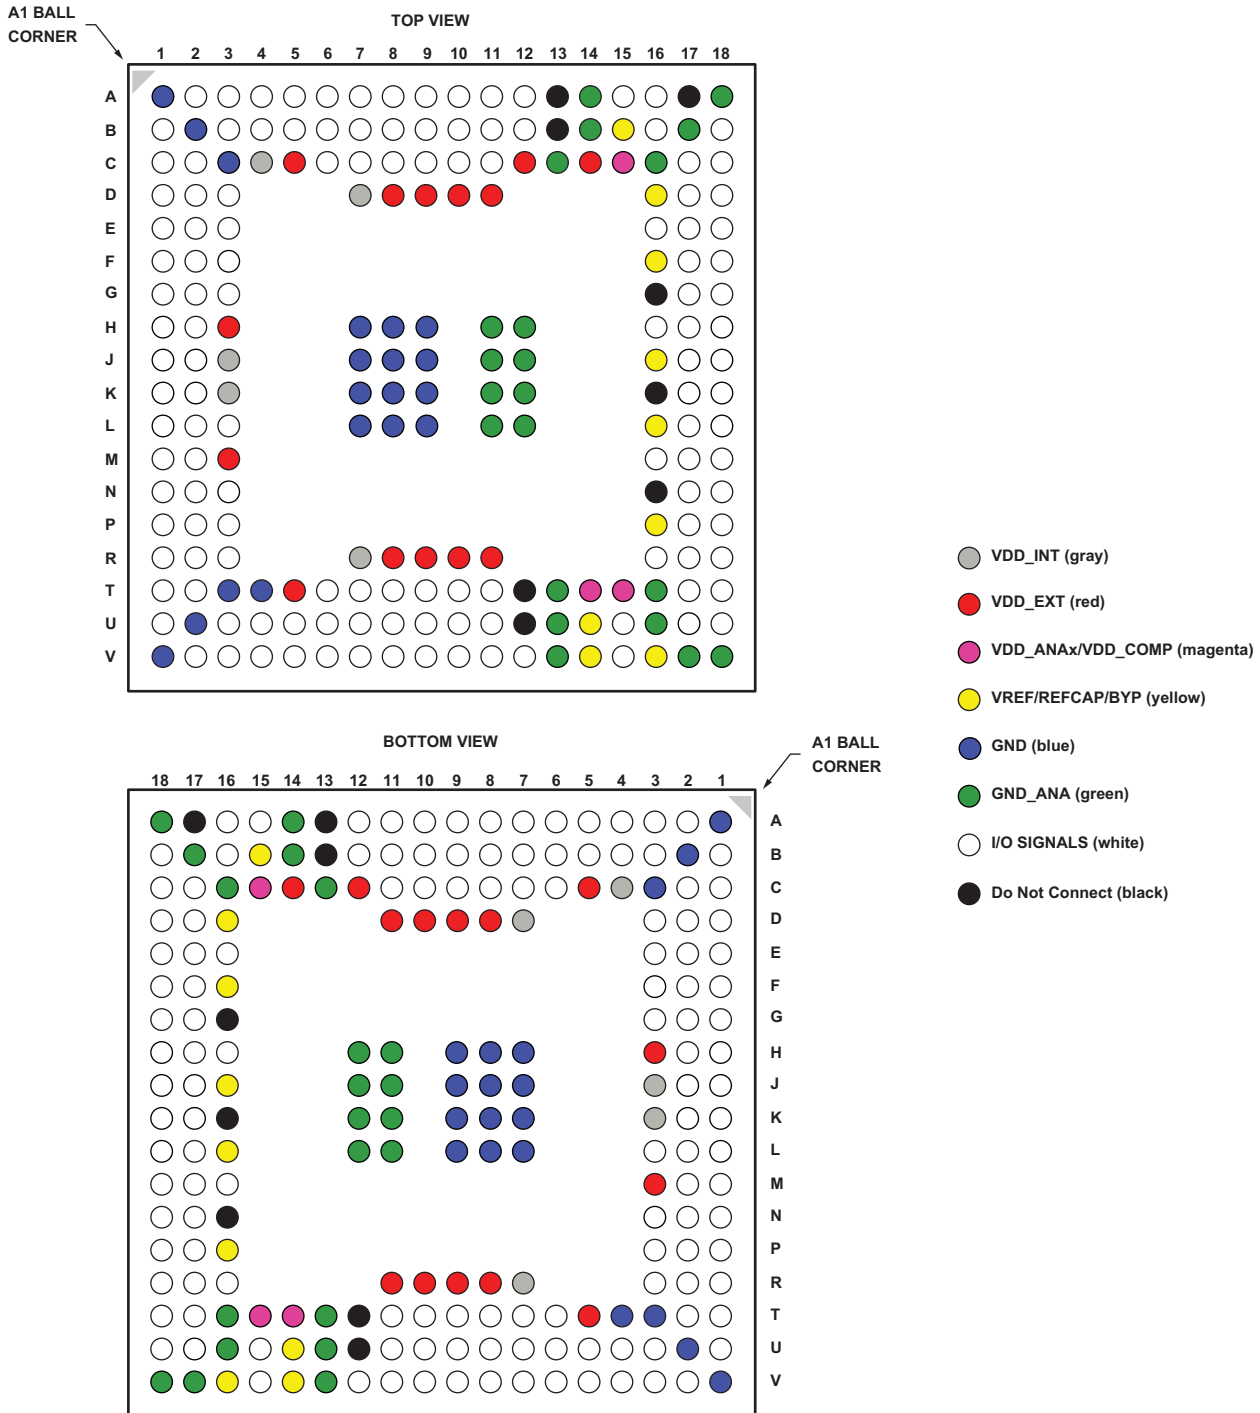 A1 BALL
CORNER
TOP VIEW
1 2 3 4 5 6 7 8 9 10 11 12 13 14 15 16 17 18
A
B
C
D
E
F
G
H
J
K
L
M
N
P
R
T
U
V
VDD_INT (gray)
VDD_EXT (red)
VDD_ANAx/VDD_COMP (magenta)
VREF/REFCAP/BYP (yellow)
GND (blue)
GND_ANA (green)
I/O SIGNALS (white)
Do Not Connect (black)
BOTTOM VIEW
A1 BALL
CORNER
18 17 16 15 14 13 12 11 10 9 8 7 6 5 4 3 2 1
A
B
C
D
E
F
G
H
J
K
L
M
N
P
R
T
U
V